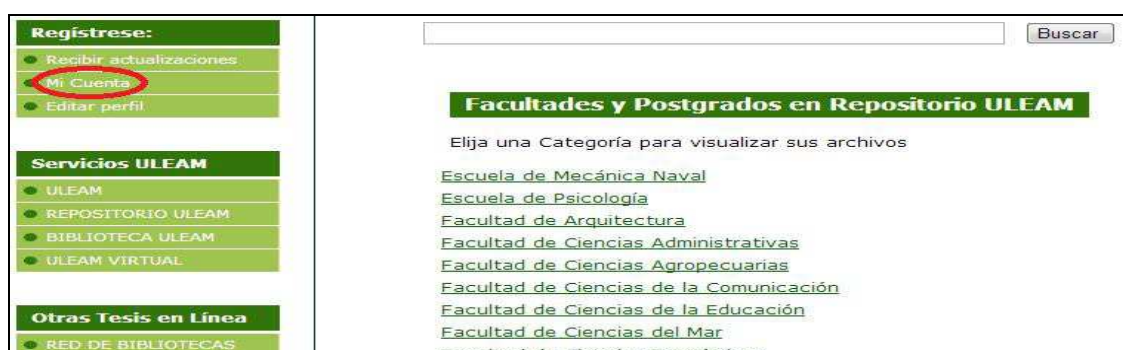 Regístrese:
Recibir actualizaciones
Mi Cuenta
Editar perfil
Servicios ULEAM
ULEAM
REPOSITORIO ULEAM
BIBLIOTECA ULEAM
ULEAM VIRTUAL
Otras Tesis en Línea
RED DE BIBLIOTECAS
Buscar
Facultades y Postgrados en Repositorio ULEAM
Elija una Categoría para visualizar sus archivos
Escuela de Mecánica Naval
Escuela de Psicología
Facultad de Arquitectura
Facultad de Ciencias Administrativas
Facultad de Ciencias Agropecuarias
Facultad de Ciencias de la Comunicación
Facultad de Ciencias de la Educación
Facultad de Ciencias del Mar